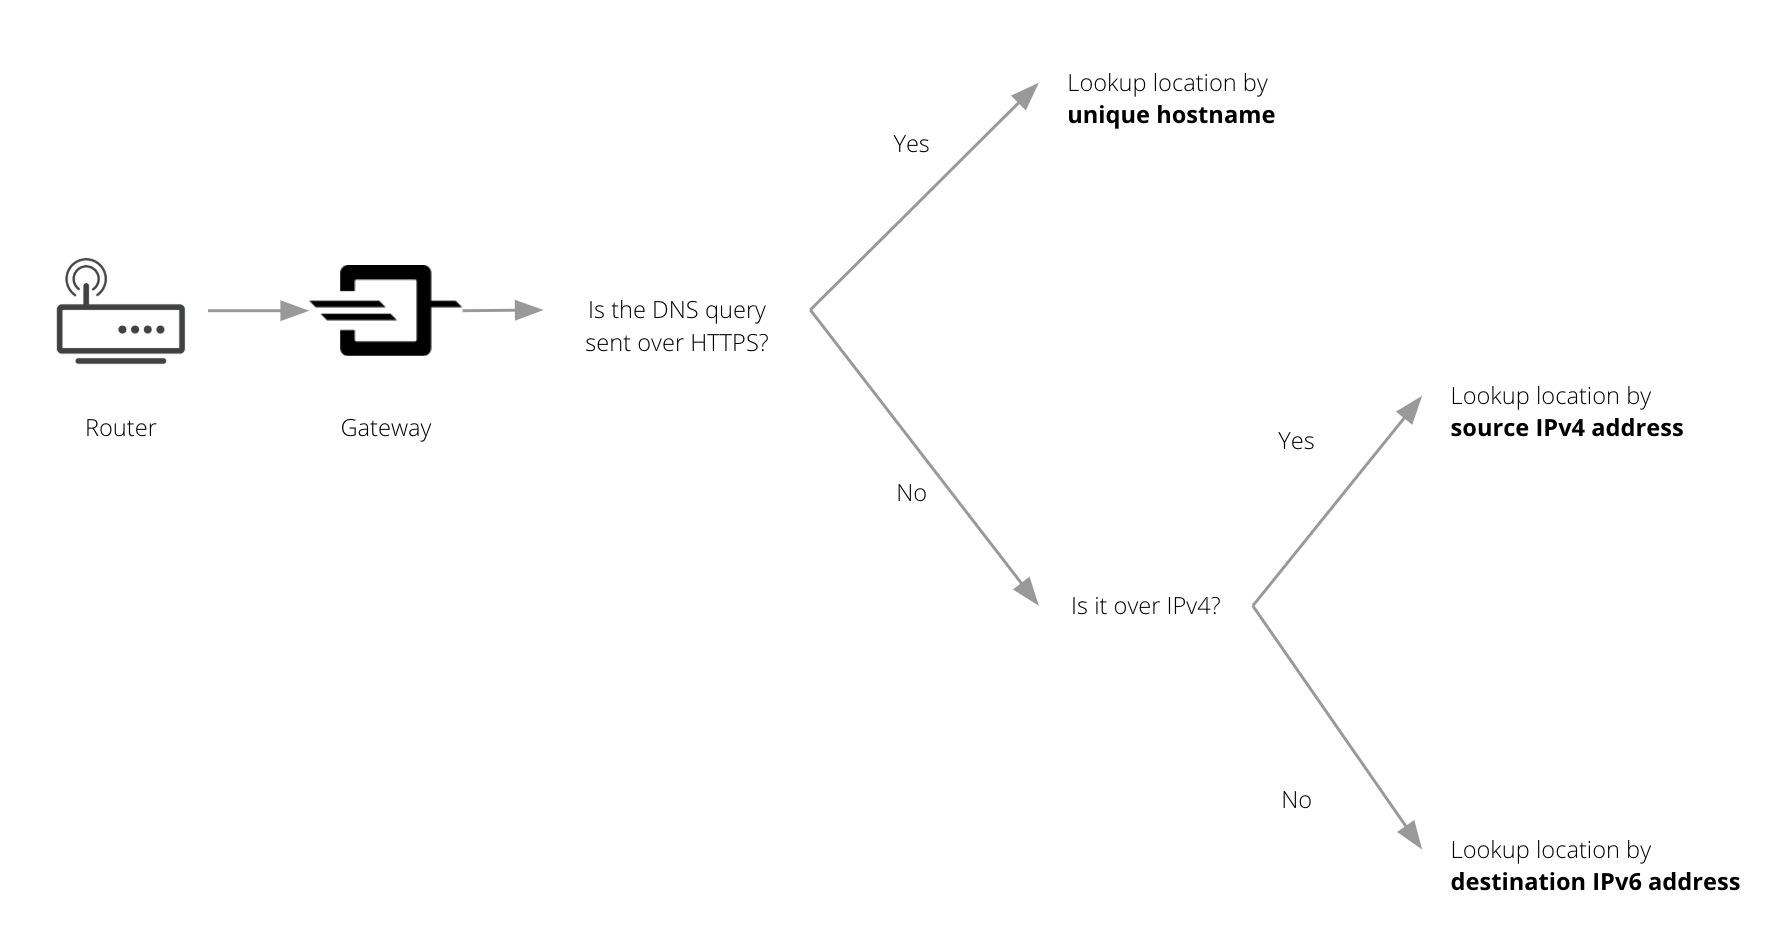 Router
Gateway
Is the DNS query
sent over HTTPS?
Yes
Lookup location by
unique hostname
No
Is it over IPv4?
Yes
Lookup location by
source IPv4 address
No
Lookup location by
destination IPv6 address